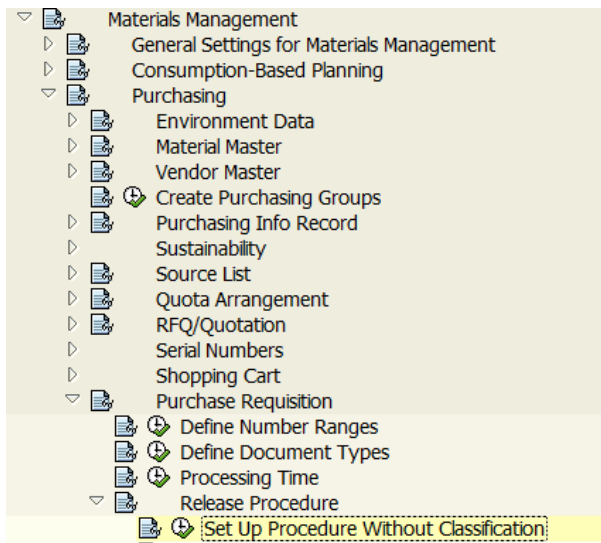 Materials Management
General Settings for Materials Management
Consumption-Based Planning
Purchasing
Environment Data
Material Master
Vendor Master
Create Purchasing Groups
Purchasing Info Record
Sustainability
Source List
Quota Arrangement
RFQ/Quotation
Serial Numbers
Shopping Cart
Purchase Requisition
Define Number Ranges
Define Document Types
Processing Time
Release Procedure
Set Up Procedure Without Classification